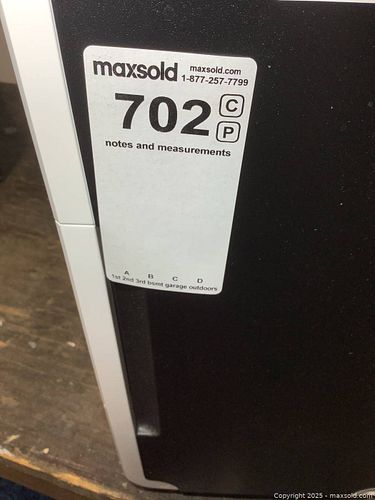 maxsold maxsold.com
1-877-257-7799
702 C
P
notes and measurements
A B C D
1st 2nd 3rd bsmt garage outdoors
Copyright 2025 - maxsold.com